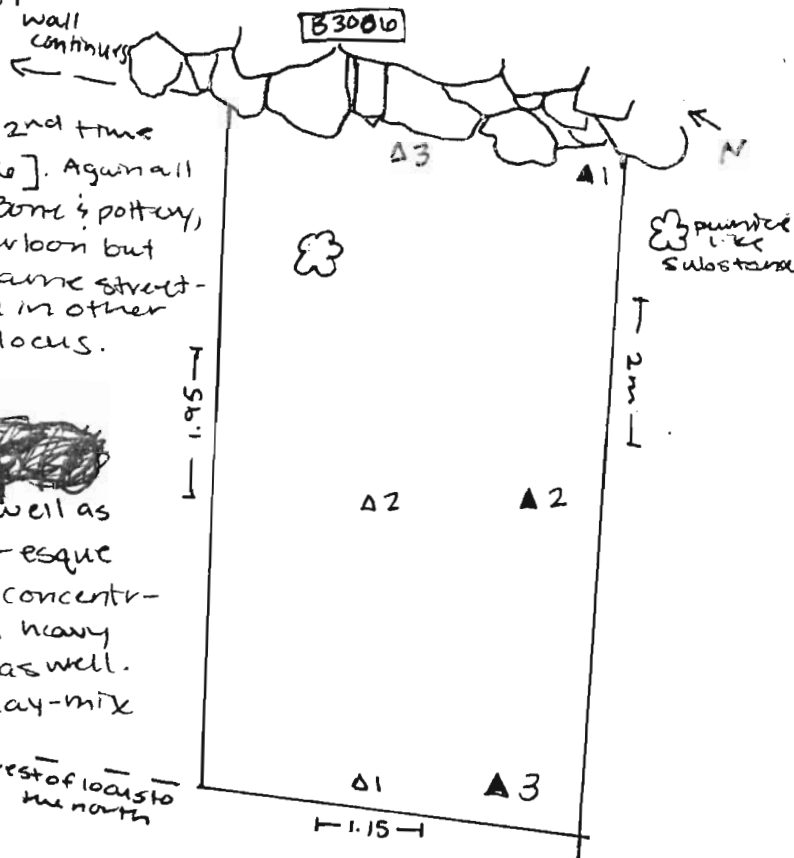 wall
continues
B3086
2nd time
]. Again all
Bone & pottery,
but
same street-
in other
locus.
well as
-esque
concentr-
heavy
as well.
ay-mix
rest of locus to
the north
Δ3
▲1
N
pumice
like
substance
1.95
2m
Δ2
▲2
Δ1
▲3
1.15